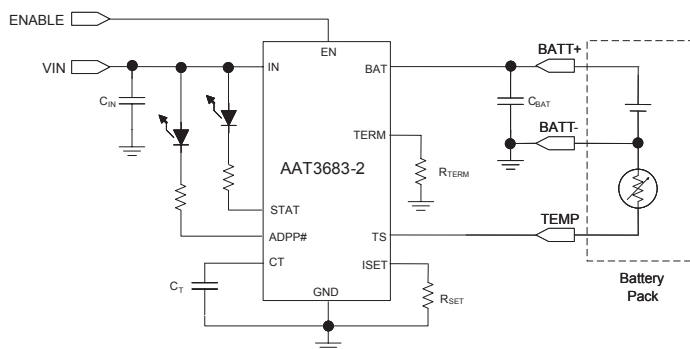 ENABLE
EN
VIN
IN
BAT
BATT+
C_IN
C_BAT
BATT-
TERM
AAT3683-2
R_TERM
STAT
TEMP
ADPP#
TS
CT
ISET
C_T
GND
R_SET
Battery
Pack